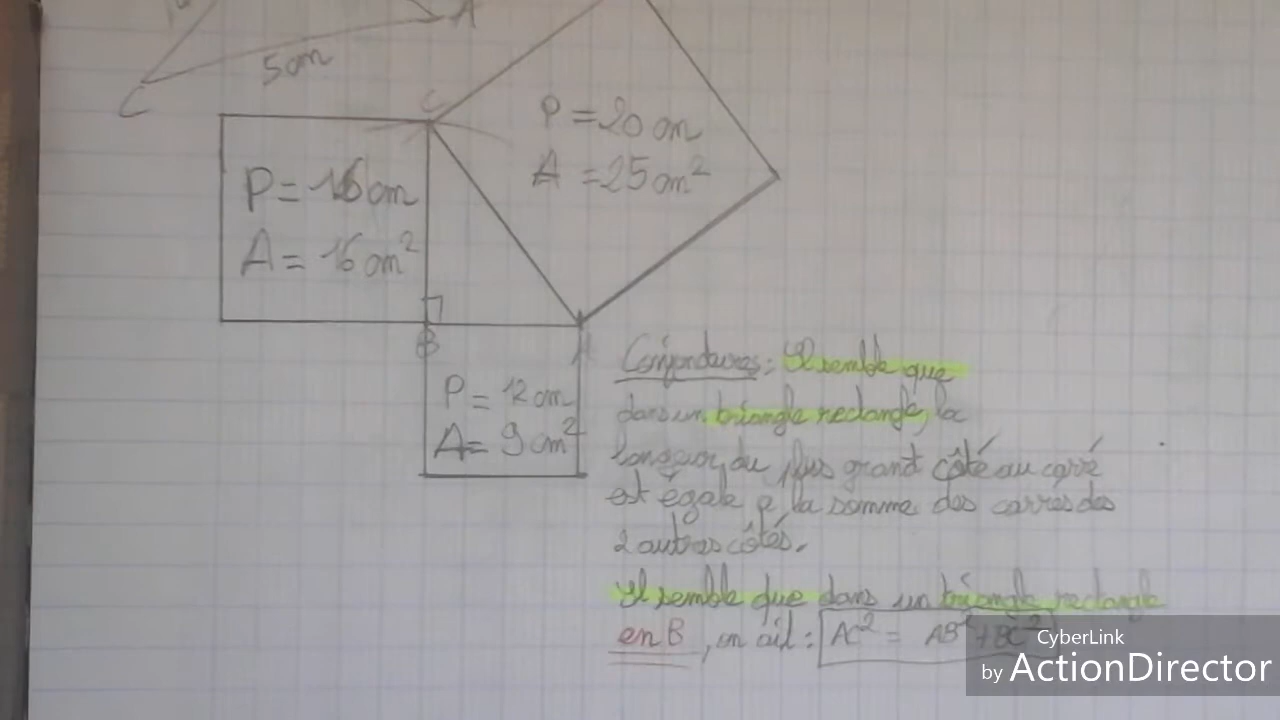 A
5cm
C
C
P = 20 cm
A = 25 cm²
P = 16 cm
A = 16 cm²
B
A
P = 12 cm
A = 9 cm²
Conjectures : Il semble que
dans un triangle rectangle, la
longueur du plus grand côté au carré
est égale a la somme des carrés des
2 autres côtés.
Il semble que dans un triangle rectangle
en B, on ait : AC² = AB² + BC²
CyberLink
by ActionDirector